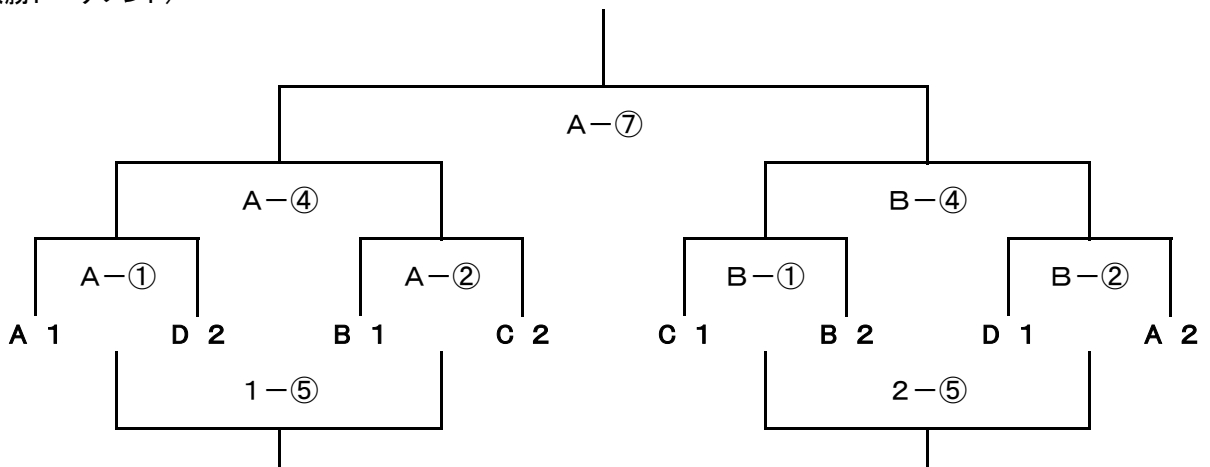 Ａ－⑦
Ａ－④ Ｂ－④
Ａ－① Ａ－② Ｂ－① Ｂ－②
Ａ １ Ｄ ２ Ｂ １ Ｃ ２ Ｃ １ Ｂ ２ Ｄ １ Ａ ２
１－⑤ ２－⑤